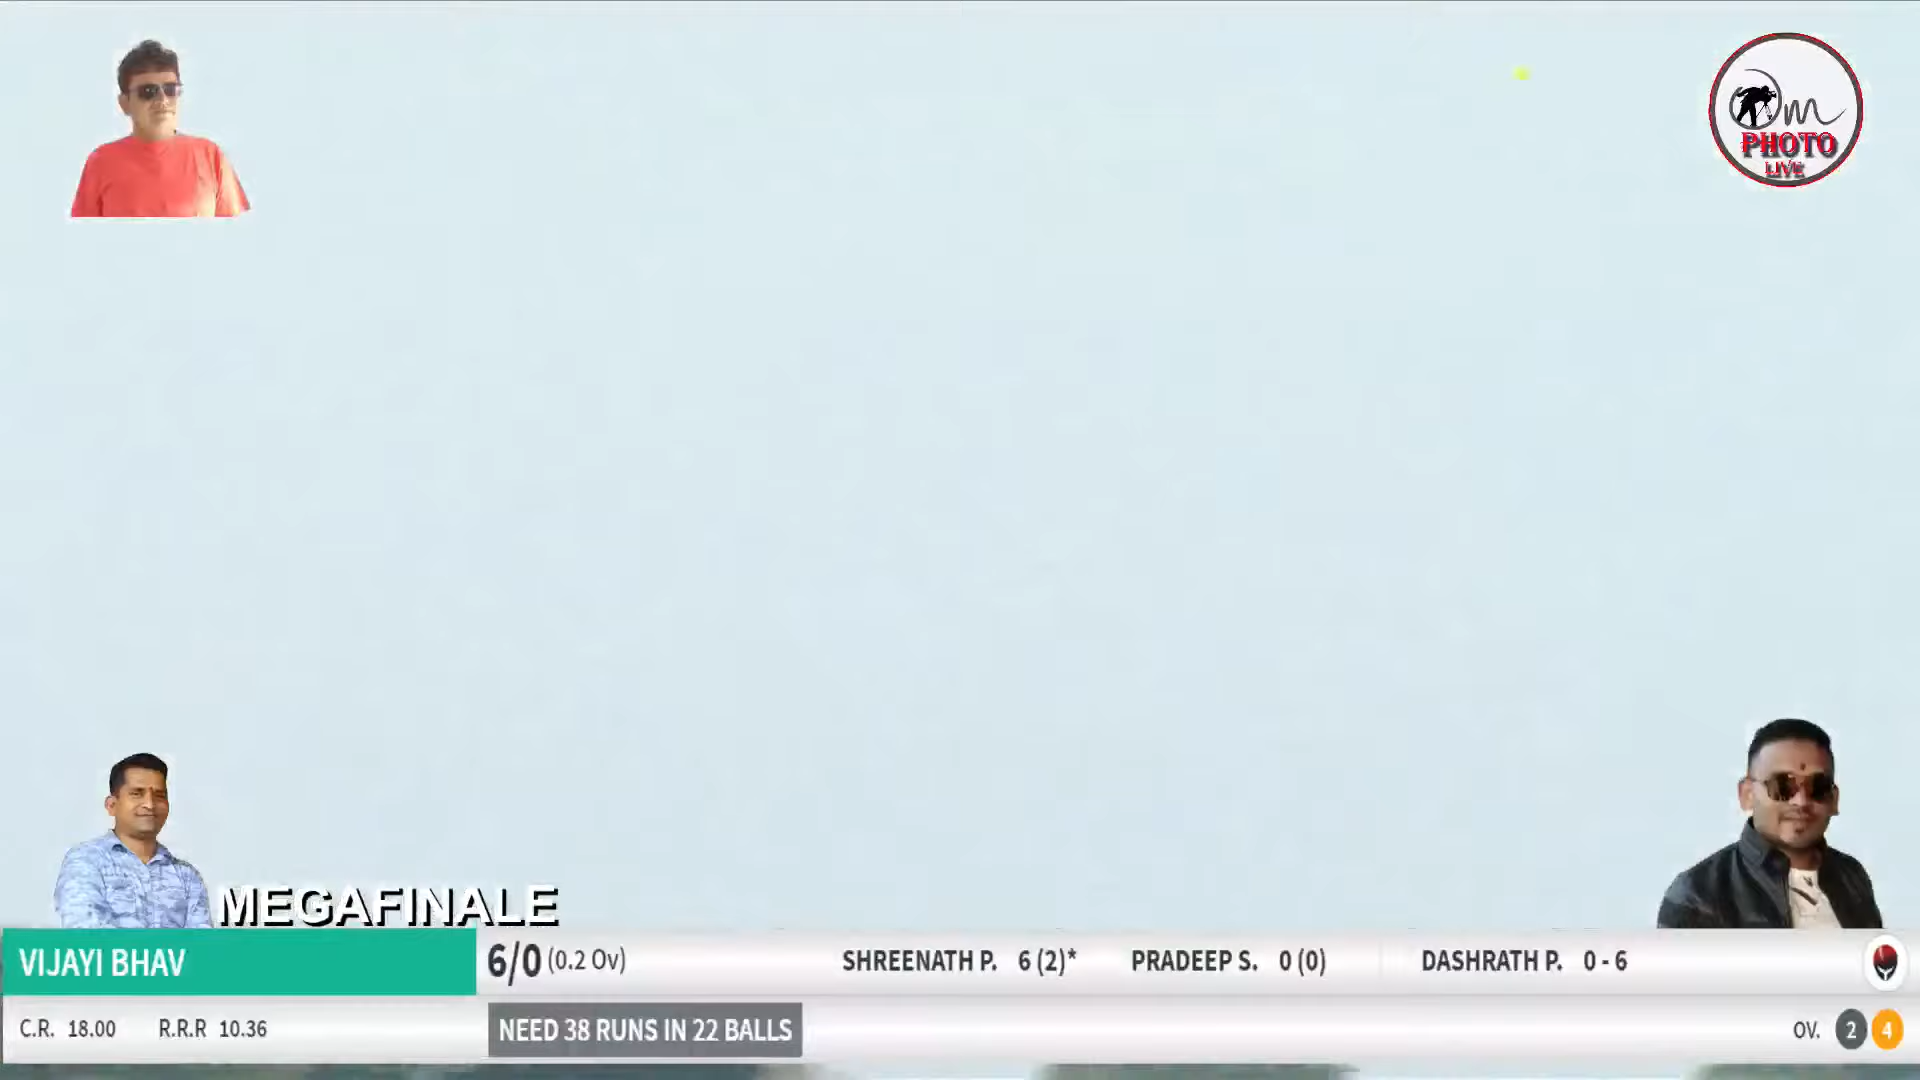 Om
PHOTO
LIVE
MEGAFINALE
VIJAYI BHAV
6/0 (0.2 Ov)
SHREENATH P. 6 (2)*
PRADEEP S. 0 (0)
DASHRATH P. 0 - 6
C.R. 18.00
R.R.R 10.36
NEED 38 RUNS IN 22 BALLS
OV. 2 4